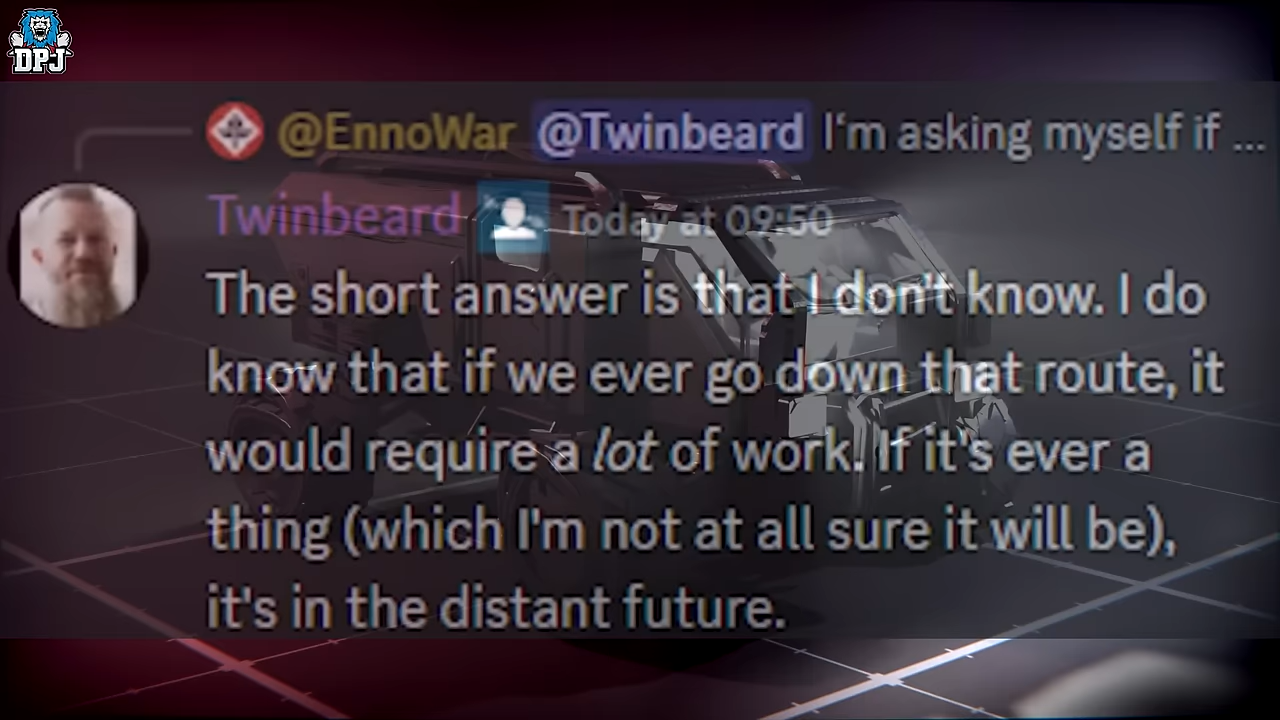 DPJ
@EnnoWar @Twinbeard I'm asking myself if ...
Twinbeard Today at 09:50
The short answer is that I don't know. I do
know that if we ever go down that route, it
would require a lot of work. If it's ever a
thing (which I'm not at all sure it will be),
it's in the distant future.